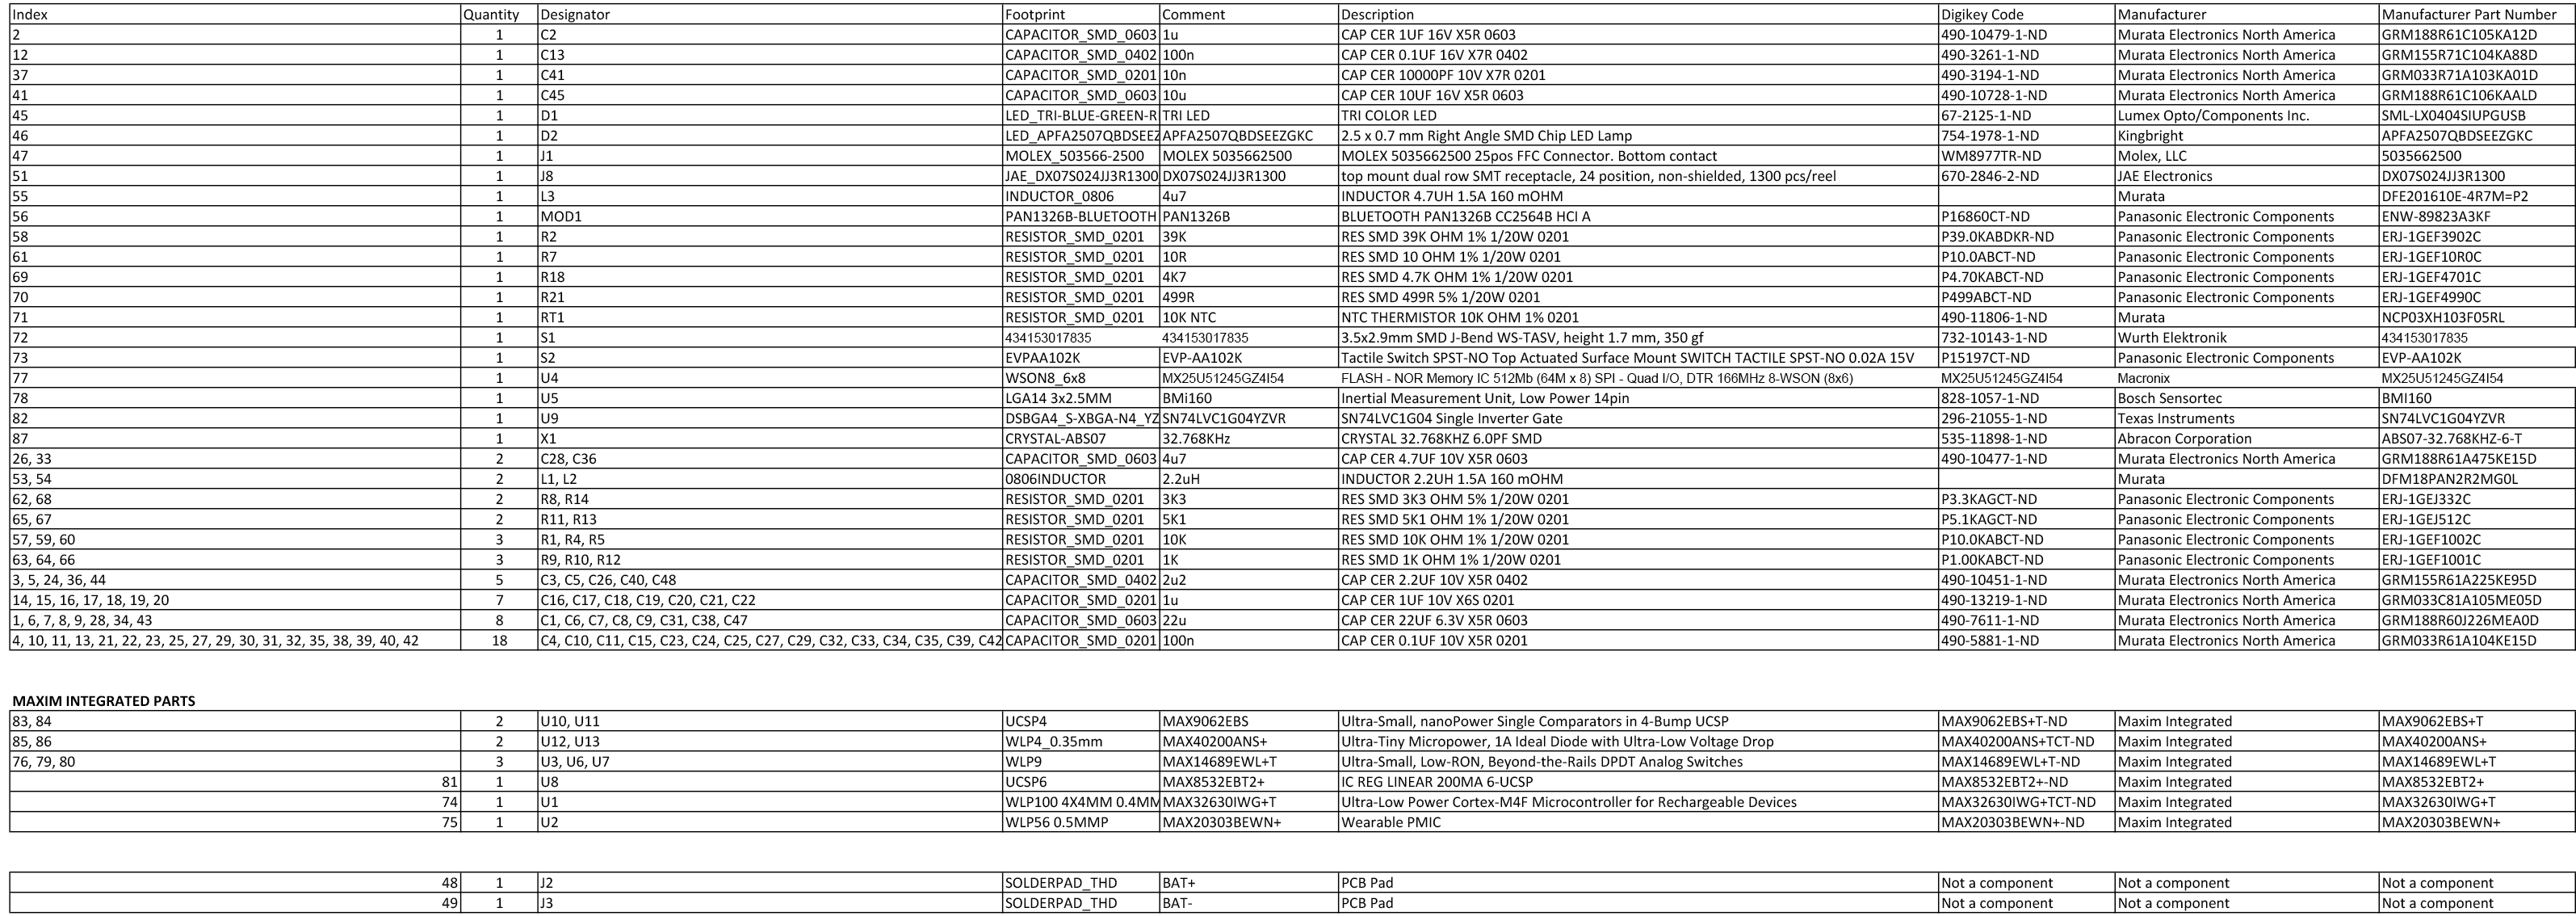 Index Quantity Designator Footprint Comment Description Digikey Code Manufacturer Manufacturer Part Number
2 1 C2 CAPACITOR_SMD_0603 1u CAP CER 1UF 16V X5R 0603 490-10479-1-ND Murata Electronics North America GRM188R61C105KA12D
12 1 C13 CAPACITOR_SMD_0402 100n CAP CER 0.1UF 16V X7R 0402 490-3261-1-ND Murata Electronics North America GRM155R71C104KA88D
37 1 C41 CAPACITOR_SMD_0201 10n CAP CER 10000PF 10V X7R 0201 490-3194-1-ND Murata Electronics North America GRM033R71A103KA01D
41 1 C45 CAPACITOR_SMD_0603 10u CAP CER 10UF 16V X5R 0603 490-10728-1-ND Murata Electronics North America GRM188R61C106KAALD
45 1 D1 LED_TRI-BLUE-GREEN-R TRI LED TRI COLOR LED 67-2125-1-ND Lumex Opto/Components Inc. SML-LX0404SIUPGUSB
46 1 D2 LED_APFA2507QBDSEEZ APFA2507QBDSEEZGKC 2.5 x 0.7 mm Right Angle SMD Chip LED Lamp 754-1978-1-ND Kingbright APFA2507QBDSEEZGKC
47 1 J1 MOLEX_503566-2500 MOLEX 5035662500 MOLEX 5035662500 25pos FFC Connector. Bottom contact WM8977TR-ND Molex, LLC 5035662500
51 1 J8 JAE_DX07S024JJ3R1300 DX07S024JJ3R1300 top mount dual row SMT receptacle, 24 position, non-shielded, 1300 pcs/reel 670-2846-2-ND JAE Electronics DX07S024JJ3R1300
55 1 L3 INDUCTOR_0806 4u7 INDUCTOR 4.7UH 1.5A 160 mOHM Murata DFE201610E-4R7M=P2
56 1 MOD1 PAN1326B-BLUETOOTH PAN1326B BLUETOOTH PAN1326B CC2564B HCI A P16860CT-ND Panasonic Electronic Components ENW-89823A3KF
58 1 R2 RESISTOR_SMD_0201 39K RES SMD 39K OHM 1% 1/20W 0201 P39.0KABDKR-ND Panasonic Electronic Components ERJ-1GEF3902C
61 1 R7 RESISTOR_SMD_0201 10R RES SMD 10 OHM 1% 1/20W 0201 P10.0ABCT-ND Panasonic Electronic Components ERJ-1GEF10R0C
69 1 R18 RESISTOR_SMD_0201 4K7 RES SMD 4.7K OHM 1% 1/20W 0201 P4.70KABCT-ND Panasonic Electronic Components ERJ-1GEF4701C
70 1 R21 RESISTOR_SMD_0201 499R RES SMD 499R 5% 1/20W 0201 P499ABCT-ND Panasonic Electronic Components ERJ-1GEF4990C
71 1 RT1 RESISTOR_SMD_0201 10K NTC NTC THERMISTOR 10K OHM 1% 0201 490-11806-1-ND Murata NCP03XH103F05RL
72 1 S1 434153017835 434153017835 3.5x2.9mm SMD J-Bend WS-TASV, height 1.7 mm, 350 gf 732-10143-1-ND Wurth Elektronik 434153017835
73 1 S2 EVPAA102K EVP-AA102K Tactile Switch SPST-NO Top Actuated Surface Mount SWITCH TACTILE SPST-NO 0.02A 15V P15197CT-ND Panasonic Electronic Components EVP-AA102K
77 1 U4 WSON8_6x8 MX25U51245GZ4I54 FLASH - NOR Memory IC 512Mb (64M x 8) SPI - Quad I/O, DTR 166MHz 8-WSON (8x6) MX25U51245GZ4I54 Macronix MX25U51245GZ4I54
78 1 U5 LGA14 3x2.5MM BMi160 Inertial Measurement Unit, Low Power 14pin 828-1057-1-ND Bosch Sensortec BMI160
82 1 U9 DSBGA4_S-XBGA-N4_YZ SN74LVC1G04YZVR SN74LVC1G04 Single Inverter Gate 296-21055-1-ND Texas Instruments SN74LVC1G04YZVR
87 1 X1 CRYSTAL-ABS07 32.768KHz CRYSTAL 32.768KHZ 6.0PF SMD 535-11898-1-ND Abracon Corporation ABS07-32.768KHZ-6-T
26, 33 2 C28, C36 CAPACITOR_SMD_0603 4u7 CAP CER 4.7UF 10V X5R 0603 490-10477-1-ND Murata Electronics North America GRM188R61A475KE15D
53, 54 2 L1, L2 0806INDUCTOR 2.2uH INDUCTOR 2.2UH 1.5A 160 mOHM Murata DFM18PAN2R2MG0L
62, 68 2 R8, R14 RESISTOR_SMD_0201 3K3 RES SMD 3K3 OHM 5% 1/20W 0201 P3.3KAGCT-ND Panasonic Electronic Components ERJ-1GEJ332C
65, 67 2 R11, R13 RESISTOR_SMD_0201 5K1 RES SMD 5K1 OHM 1% 1/20W 0201 P5.1KAGCT-ND Panasonic Electronic Components ERJ-1GEJ512C
57, 59, 60 3 R1, R4, R5 RESISTOR_SMD_0201 10K RES SMD 10K OHM 1% 1/20W 0201 P10.0KABCT-ND Panasonic Electronic Components ERJ-1GEF1002C
63, 64, 66 3 R9, R10, R12 RESISTOR_SMD_0201 1K RES SMD 1K OHM 1% 1/20W 0201 P1.00KABCT-ND Panasonic Electronic Components ERJ-1GEF1001C
3, 5, 24, 36, 44 5 C3, C5, C26, C40, C48 CAPACITOR_SMD_0402 2u2 CAP CER 2.2UF 10V X5R 0402 490-10451-1-ND Murata Electronics North America GRM155R61A225KE95D
14, 15, 16, 17, 18, 19, 20 7 C16, C17, C18, C19, C20, C21, C22 CAPACITOR_SMD_0201 1u CAP CER 1UF 10V X6S 0201 490-13219-1-ND Murata Electronics North America GRM033C81A105ME05D
1, 6, 7, 8, 9, 28, 34, 43 8 C1, C6, C7, C8, C9, C31, C38, C47 CAPACITOR_SMD_0603 22u CAP CER 22UF 6.3V X5R 0603 490-7611-1-ND Murata Electronics North America GRM188R60J226MEA0D
4, 10, 11, 13, 21, 22, 23, 25, 27, 29, 30, 31, 32, 35, 38, 39, 40, 42 18 C4, C10, C11, C15, C23, C24, C25, C27, C29, C32, C33, C34, C35, C39, C42 CAPACITOR_SMD_0201 100n CAP CER 0.1UF 10V X5R 0201 490-5881-1-ND Murata Electronics North America GRM033R61A104KE15D
MAXIM INTEGRATED PARTS
83, 84 2 U10, U11 UCSP4 MAX9062EBS Ultra-Small, nanoPower Single Comparators in 4-Bump UCSP MAX9062EBS+T-ND Maxim Integrated MAX9062EBS+T
85, 86 2 U12, U13 WLP4_0.35mm MAX40200ANS+ Ultra-Tiny Micropower, 1A Ideal Diode with Ultra-Low Voltage Drop MAX40200ANS+TCT-ND Maxim Integrated MAX40200ANS+
76, 79, 80 3 U3, U6, U7 WLP9 MAX14689EWL+T Ultra-Small, Low-RON, Beyond-the-Rails DPDT Analog Switches MAX14689EWL+T-ND Maxim Integrated MAX14689EWL+T
81 1 U8 UCSP6 MAX8532EBT2+ IC REG LINEAR 200MA 6-UCSP MAX8532EBT2+-ND Maxim Integrated MAX8532EBT2+
74 1 U1 WLP100 4X4MM 0.4MM MAX32630IWG+T Ultra-Low Power Cortex-M4F Microcontroller for Rechargeable Devices MAX32630IWG+TCT-ND Maxim Integrated MAX32630IWG+T
75 1 U2 WLP56 0.5MMP MAX20303BEWN+ Wearable PMIC MAX20303BEWN+-ND Maxim Integrated MAX20303BEWN+
48 1 J2 SOLDERPAD_THD BAT+ PCB Pad Not a component Not a component Not a component
49 1 J3 SOLDERPAD_THD BAT- PCB Pad Not a component Not a component Not a component